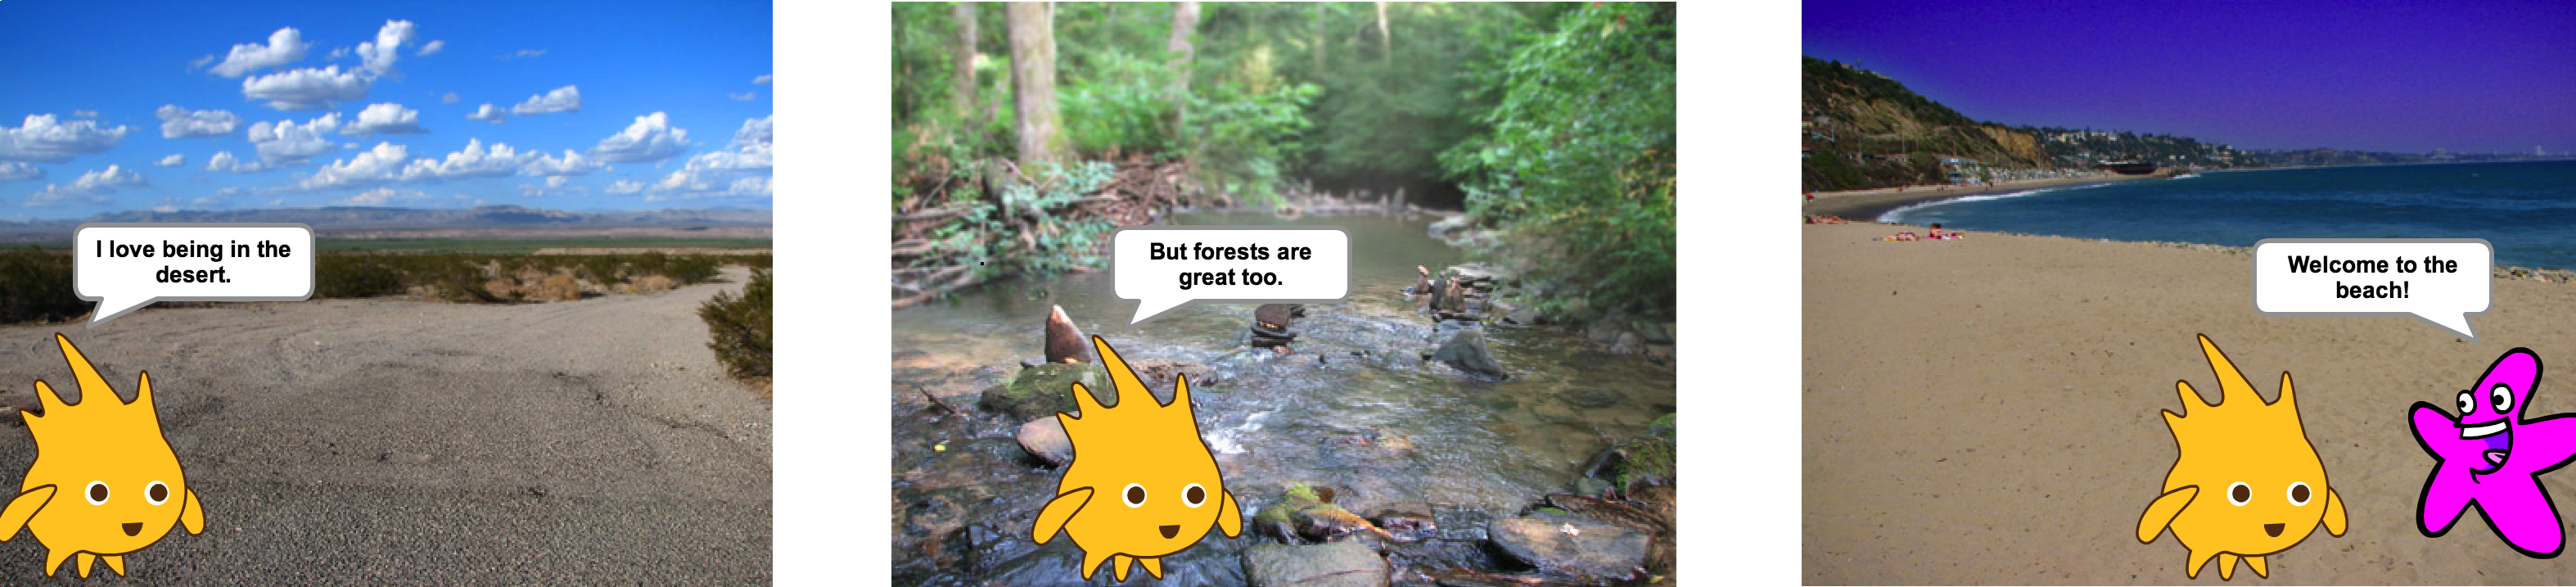 I love being in the
desert.
But forests are
great too.
Welcome to the
beach!